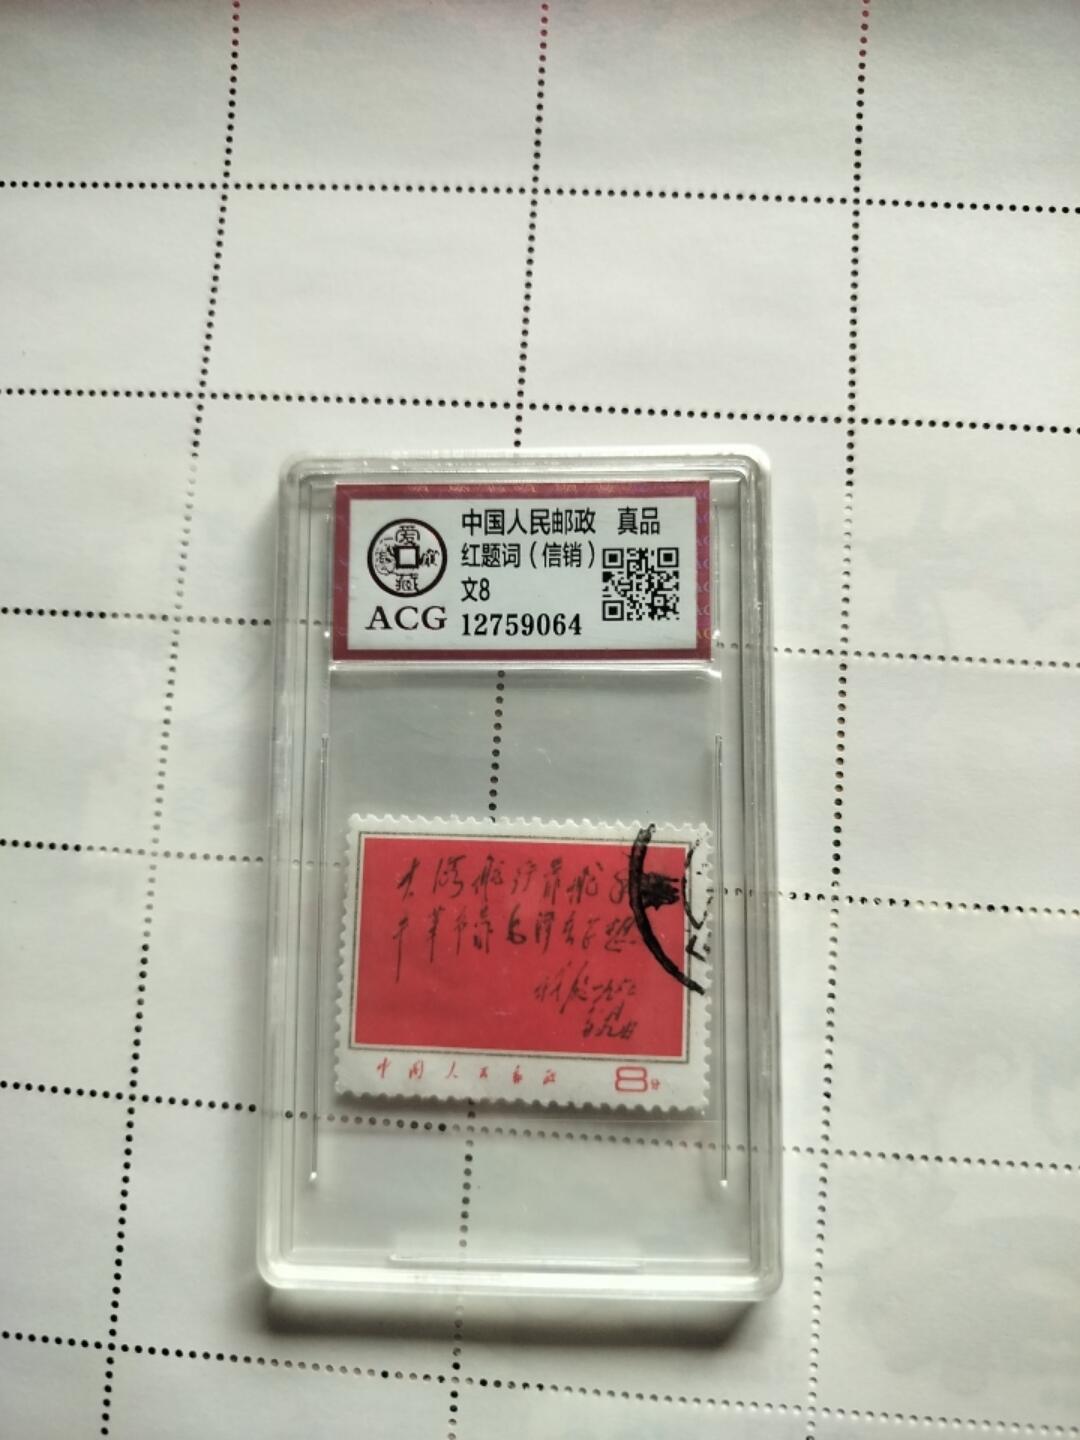 中国人民邮政 真品
红题词（信销）
文8
ACG 12759064
爱藏
大海航行靠舵手
干革命靠毛泽东思想
中国人民邮政 8分